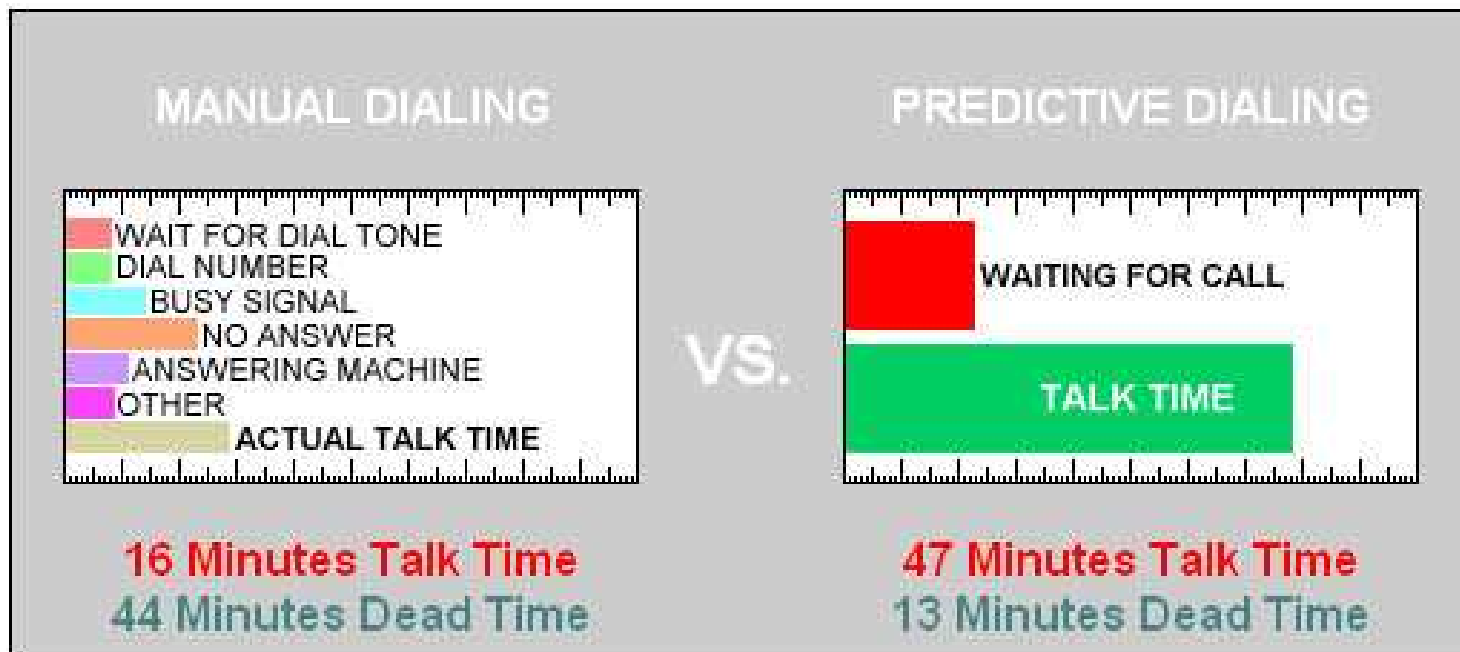 MANUAL DIALING
WAIT FOR DIAL TONE
DIAL NUMBER
BUSY SIGNAL
NO ANSWER
ANSWERING MACHINE
OTHER
ACTUAL TALK TIME
16 Minutes Talk Time
44 Minutes Dead Time
VS.
PREDICTIVE DIALING
WAITING FOR CALL
TALK TIME
47 Minutes Talk Time
13 Minutes Dead Time